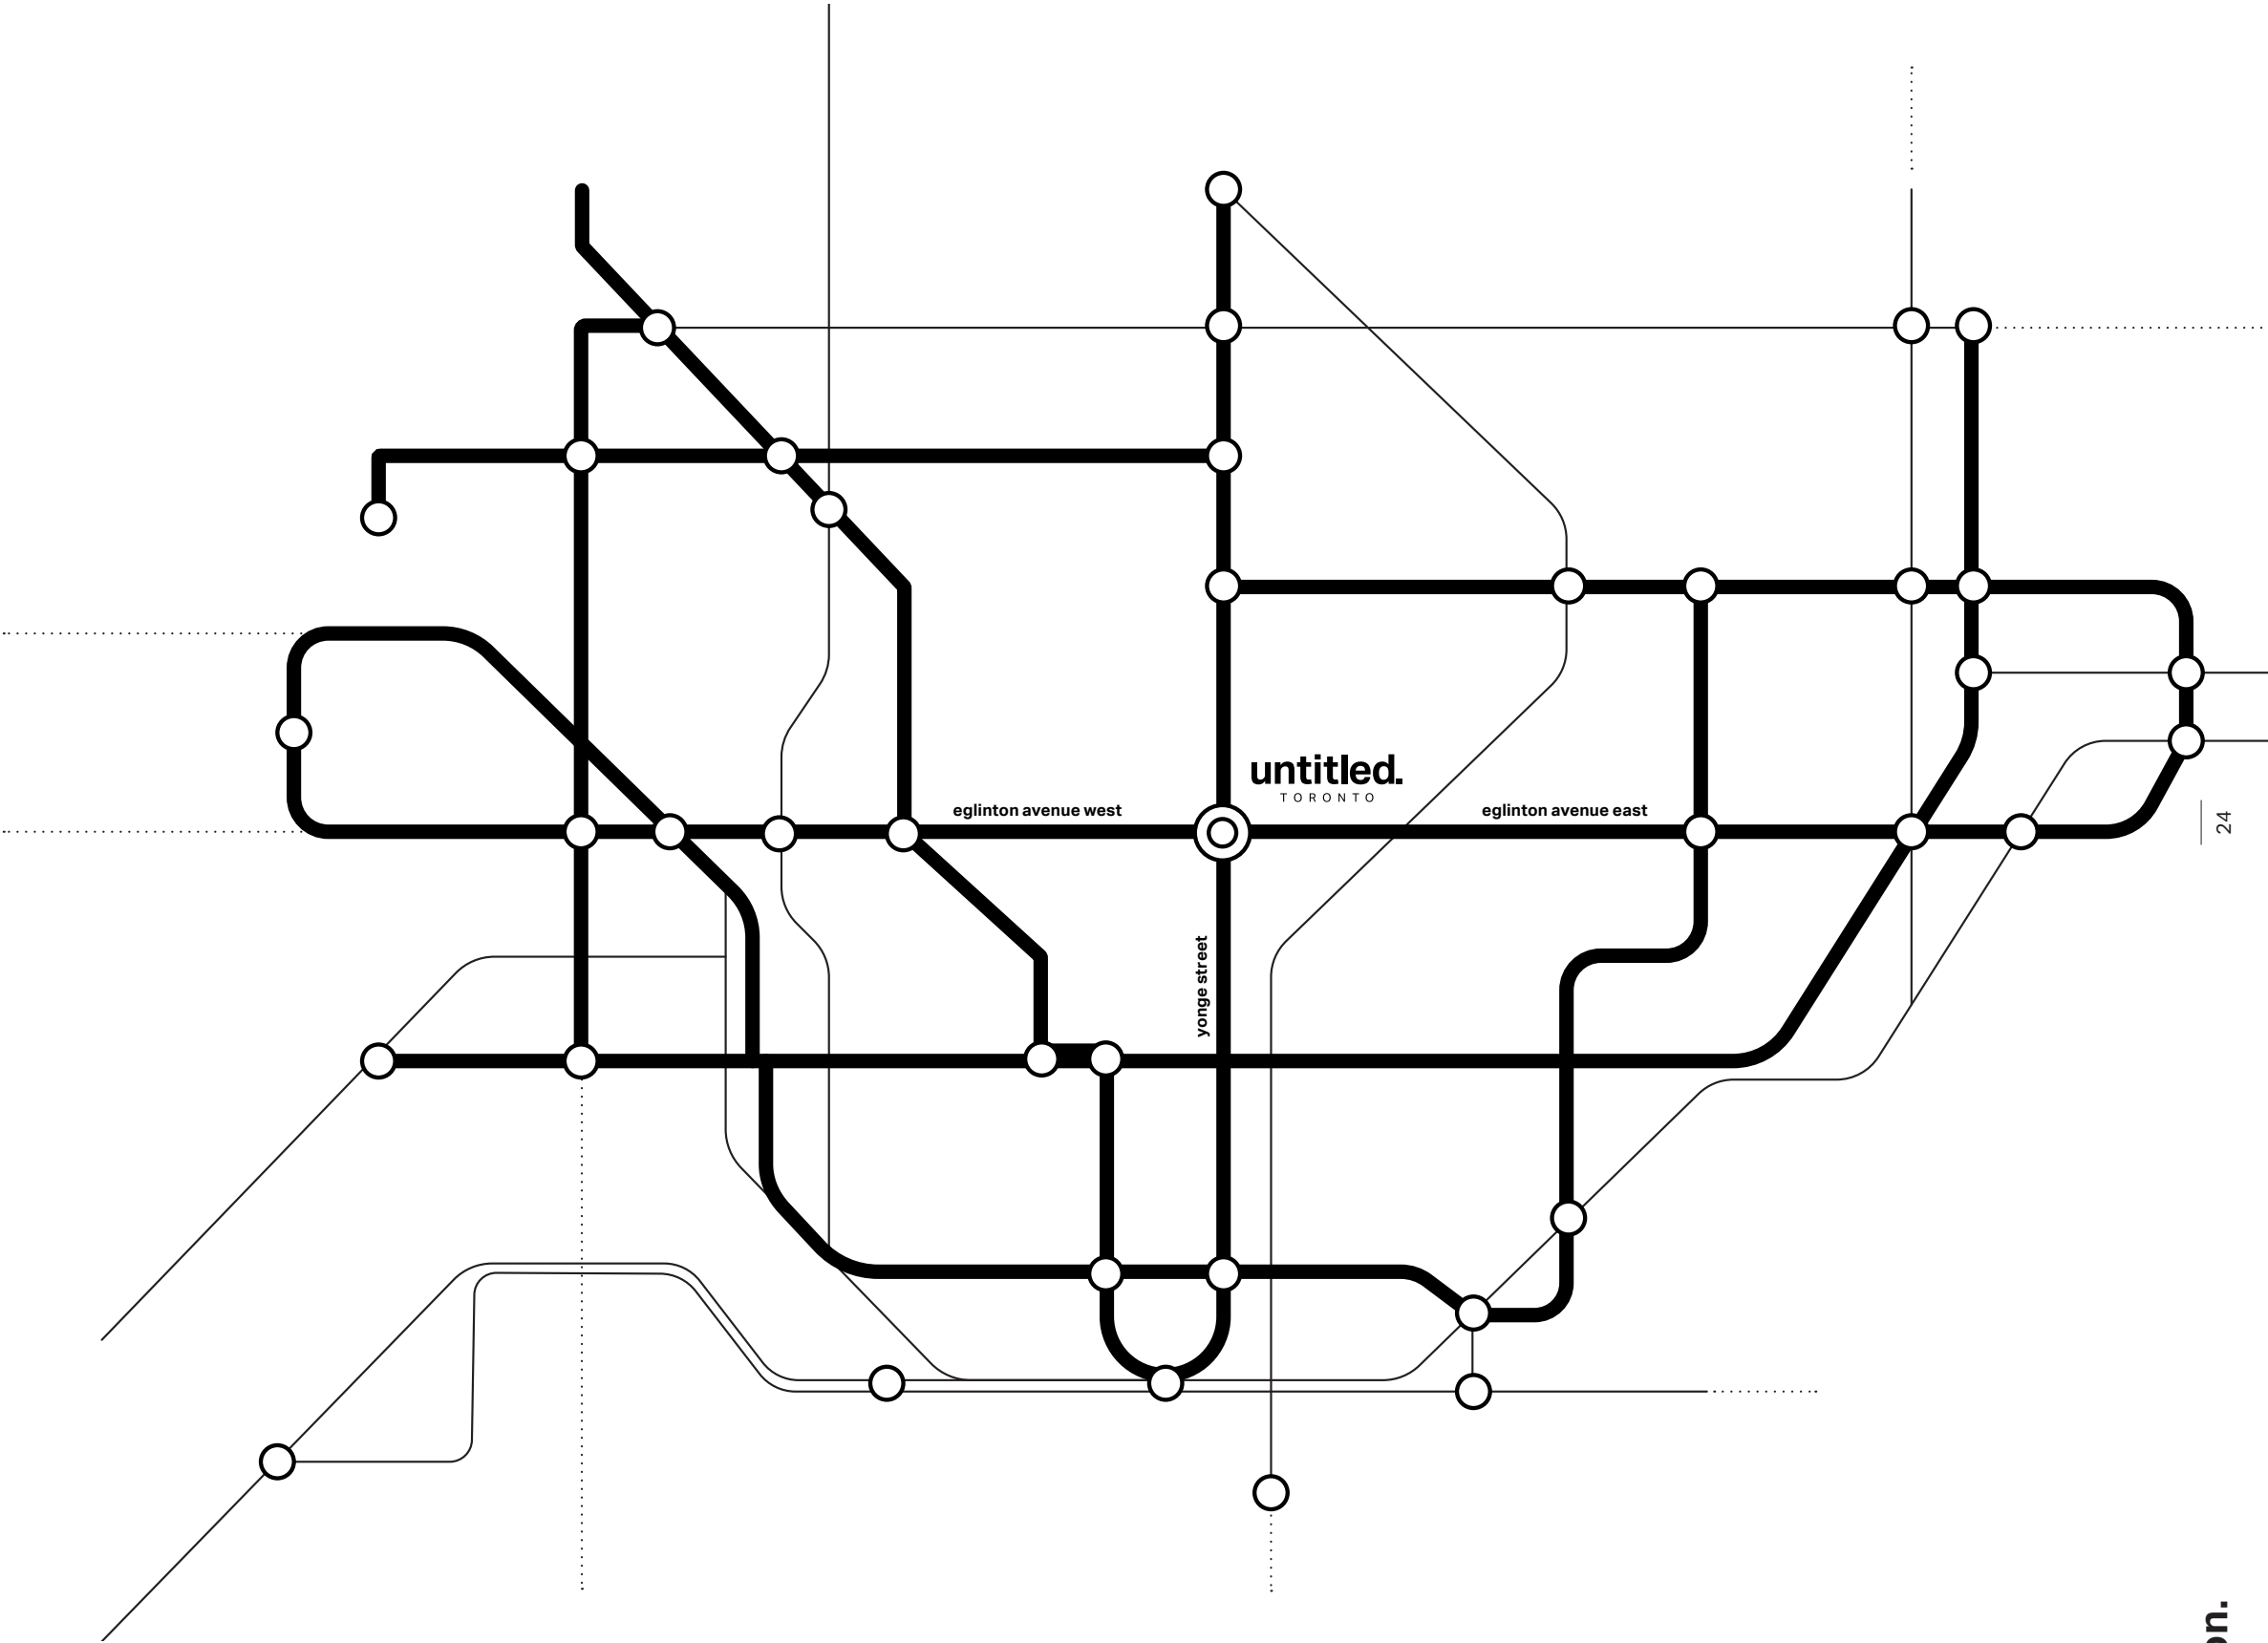 untitled.
TORONTO
eglinton avenue west
eglinton avenue east
yonge street
24